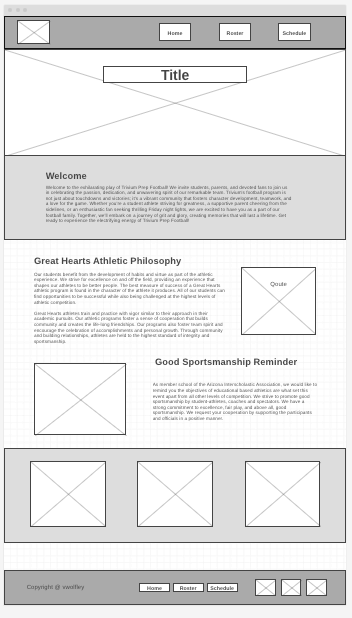 Home
Roster
Schedule
Title
Welcome
Welcome to the exhilarating play of Trivium Prep Football! We invite students, parents, and devoted fans to join us
in celebrating the passion, dedication, and unwavering spirit of our remarkable team. Trivium's football program is
not just about touchdowns and victories; it's a vibrant community that fosters character development, teamwork, and
a love for the game. Whether you're a student athlete striving for greatness, a supportive parent cheering from the
sidelines, or an enthusiastic fan seeking thrilling Friday night lights, we are excited to have you as a part of our
football family. Together, we'll embark on a journey of grit and glory, creating memories that will last a lifetime. Get
ready to experience the unforgettable with Trivium Prep Football!
Great Hearts Athletic Philosophy
Our students benefit from the development of habits and virtue as part of the athletic
experience. We strive for excellence on and off the field, providing an experience that
shapes our athletes to be better people. The best measure of success of a Great Hearts
athletic program is found in the character of the athlete it produces. All of our students can
find opportunities to be successful while also being challenged at the highest levels of
athletic competition.
Great Hearts athletes train and practice with vigor similar to their approach in their
academic pursuits. Our athletic programs foster a sense of cooperation that builds
community and creates the life-long friendships. Our programs also foster team spirit and
encourage the celebration of accomplishments and personal growth. Through community
and building relationships, athletes are held to the highest standard of integrity and
sportsmanship.
Qoute
Good Sportsmanship Reminder
As member school of the Arizona Interscholastic Association, we would like to
remind you the objectives of educational based athletics are what set this
event apart from all other levels of competition. We strive to promote good
sportsmanship by student-athletes, coaches and spectators. We have a
strong commitment to excellence, fair play, and above all, good
sportsmanship. We request your cooperation by supporting the participants
and officials in a positive manner.
Copyright @ swolfley
Home
Roster
Schedule